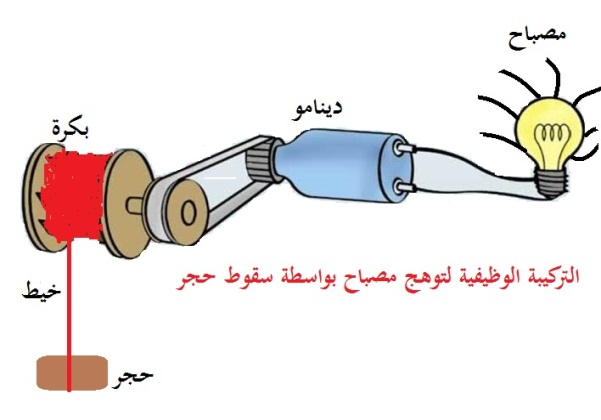 مصباح
دينامو
بكرة
التركيبة الوظيفية لتوهج مصباح بواسطة سقوط حجر
خيط
حجر